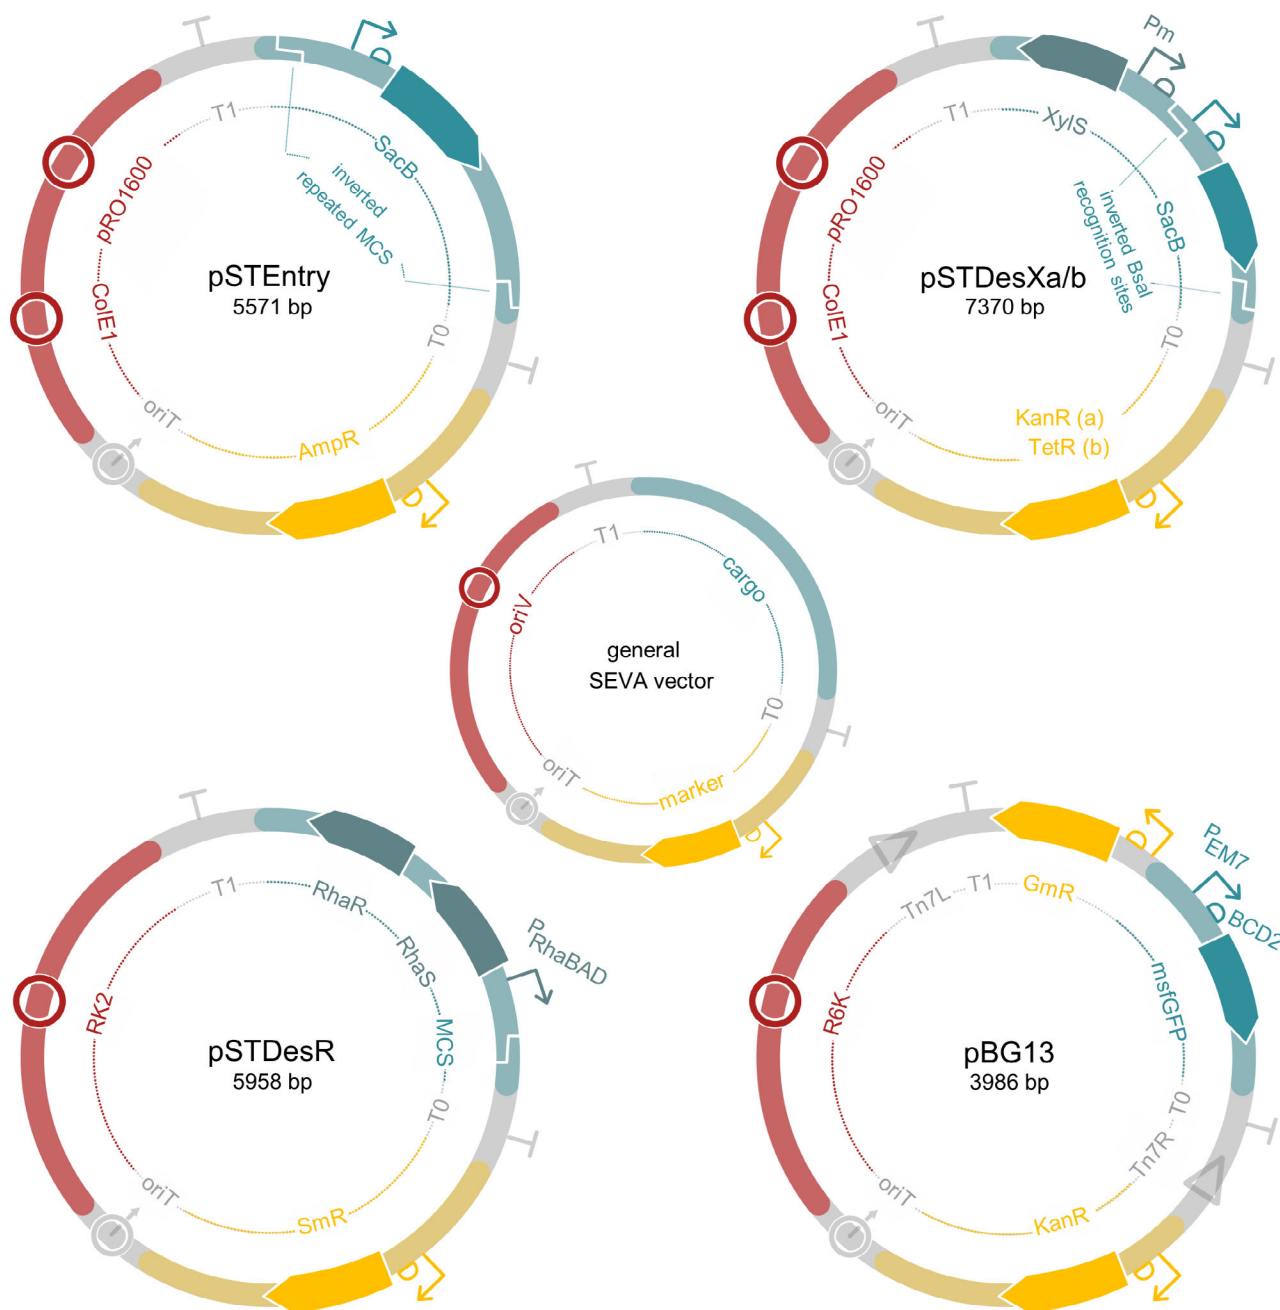 T1
SacB
inverted
repeated MCS
pRO1600
pSTEntry
5571 bp
ColE1
T0
oriT
AmpR
Pm
T1
XylS
SacB
inverted BsaI
recognition sites
pRO1600
pSTDesXa/b
7370 bp
ColE1
T0
oriT
KanR (a)
TetR (b)
T1
cargo
oriV
general
SEVA vector
T0
oriT
marker
T1
RhaR
RhaS
PRhaBAD
RK2
MCS
pSTDesR
5958 bp
T0
oriT
SmR
Tn7L
T1
GmR
PEM7
BCD2
msfGFP
R6K
pBG13
3986 bp
T0
Tn7R
oriT
KanR